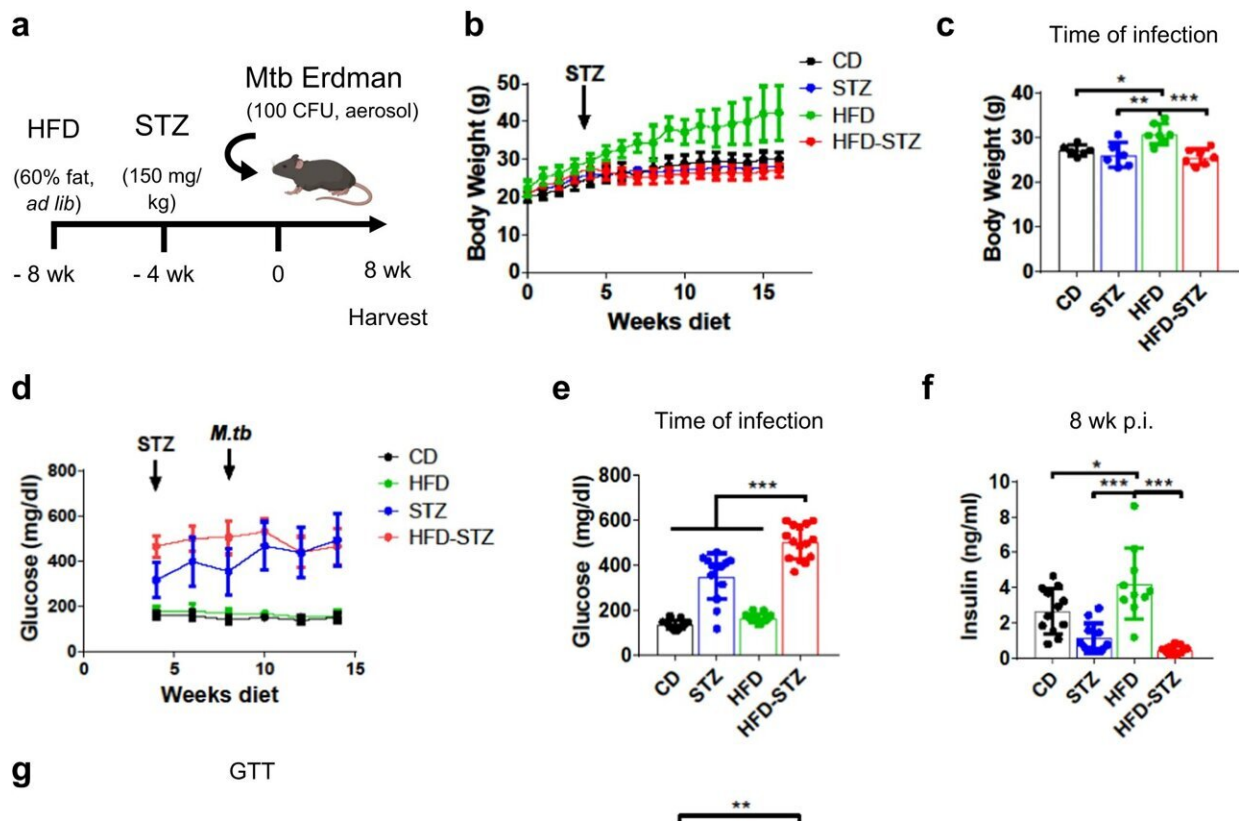 a
HFD
(60% fat,
ad lib)
STZ
(150 mg/
kg)
Mtb Erdman
(100 CFU, aerosol)
- 8 wk
- 4 wk
0
8 wk
Harvest
b
STZ
Body Weight (g)
50
40
30
20
10
0
0
5
10
15
Weeks diet
CD
STZ
HFD
HFD-STZ
c
Time of infection
*
** ***
Body Weight (g)
40
30
20
10
0
CD
STZ
HFD
HFD-STZ
d
STZ
M.tb
Glucose (mg/dl)
800
600
400
200
0
0
5
10
15
Weeks diet
CD
HFD
STZ
HFD-STZ
e
Time of infection
***
Glucose (mg/dl)
800
600
400
200
0
CD
STZ
HFD
HFD-STZ
f
8 wk p.i.
*
*** ***
Insulin (ng/ml)
10
8
6
4
2
0
CD
STZ
HFD
HFD-STZ
g
GTT
**